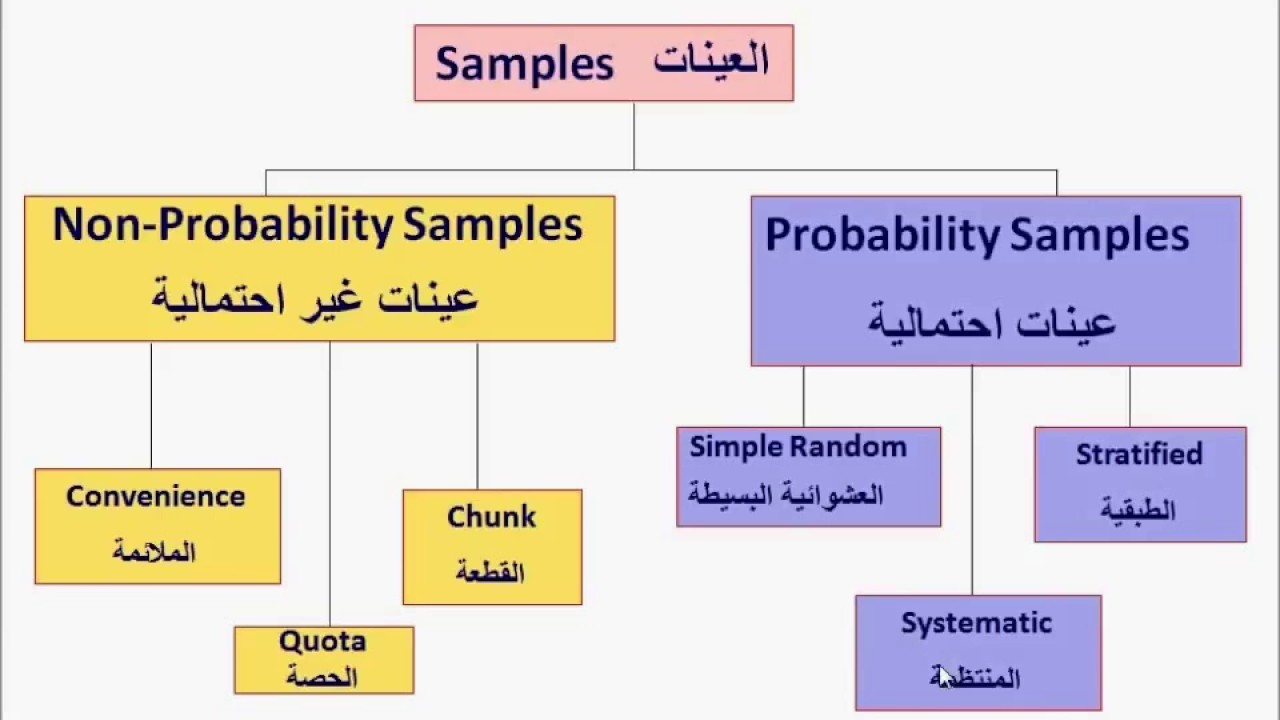 Samples العينات
Non-Probability Samples
عينات غير احتمالية
Probability Samples
عينات احتمالية
Convenience
الملائمة
Quota
الحصة
Chunk
القطعة
Simple Random
العشوائية البسيطة
Systematic
المنتظمة
Stratified
الطبقية